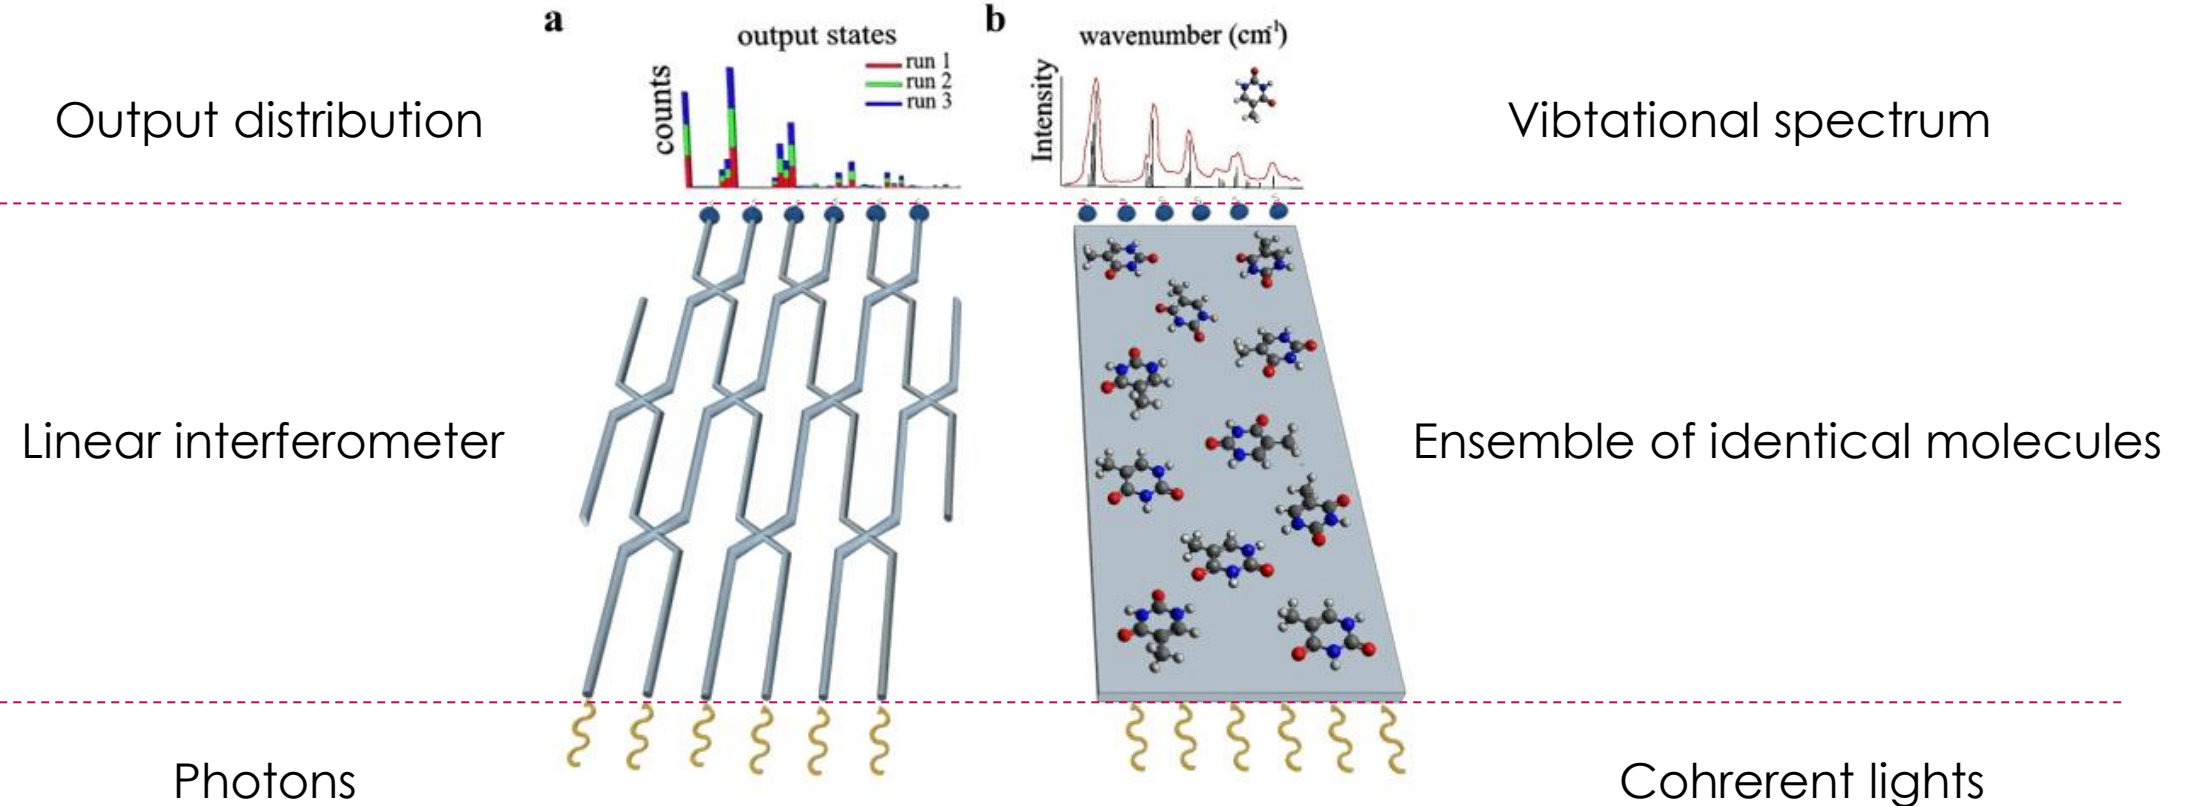 a
b
output states
wavenumber (cm⁻¹)
run 1
run 2
run 3
counts
Intensity
Output distribution
Vibtational spectrum
Linear interferometer
Ensemble of identical molecules
Photons
Cohrerent lights